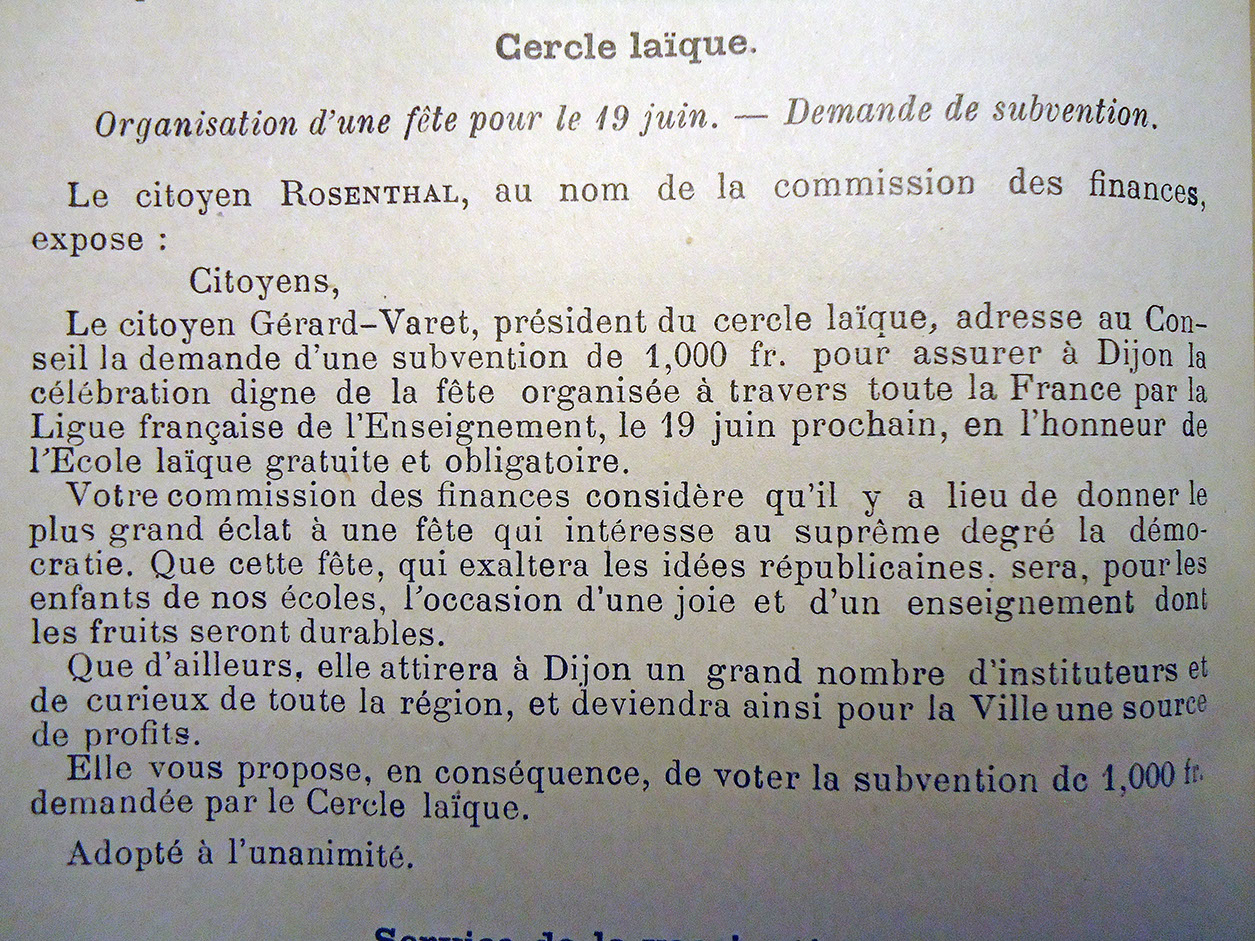 Cercle laïque.
Organisation d'une fête pour le 19 juin. — Demande de subvention.
Le citoyen ROSENTHAL, au nom de la commission des finances,
expose :
Citoyens,
Le citoyen Gérard-Varet, président du cercle laïque, adresse au Con-
seil la demande d'une subvention de 1,000 fr. pour assurer à Dijon la
célébration digne de la fête organisée à travers toute la France par la
Ligue française de l'Enseignement, le 19 juin prochain, en l'honneur de
l'Ecole laïque gratuite et obligatoire.
Votre commission des finances considère qu'il y a lieu de donner le
plus grand éclat à une fête qui intéresse au suprême degré la démo-
cratie. Que cette fête, qui exaltera les idées républicaines. sera, pour les
enfants de nos écoles, l'occasion d'une joie et d'un enseignement dont
les fruits seront durables.
Que d'ailleurs, elle attirera à Dijon un grand nombre d'instituteurs et
de curieux de toute la région, et deviendra ainsi pour la Ville une source
de profits.
Elle vous propose, en conséquence, de voter la subvention de 1,000 fr.
demandée par le Cercle laïque.
Adopté à l'unanimité.
Service de la